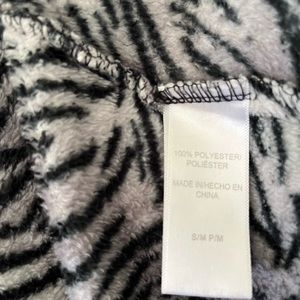 100% POLYESTER/
POLIÉSTER
MADE IN/HECHO EN
CHINA
S/M P/M